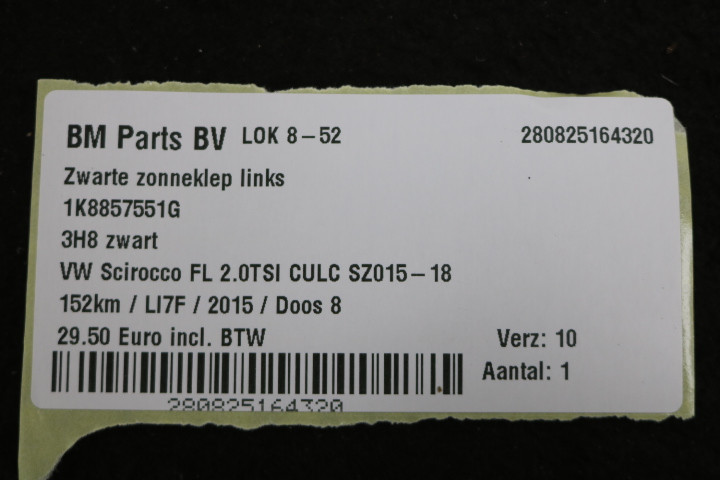 BM Parts BV LOK 8-52 280825164320
Zwarte zonneklep links
1K8857551G
3H8 zwart
VW Scirocco FL 2.0TSI CULC SZ015-18
152km / LI7F / 2015 / Doos 8
29.50 Euro incl. BTW Verz: 10
Aantal: 1
280825164320